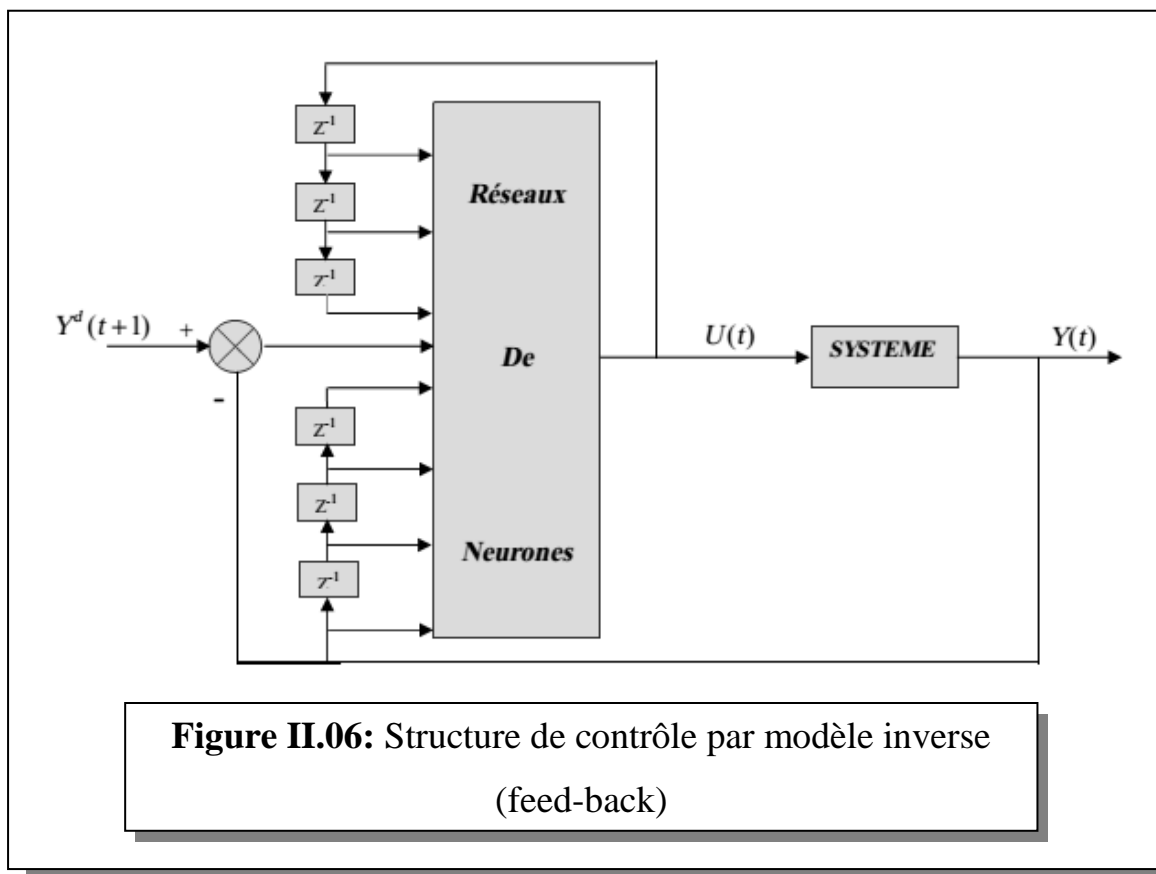 Z⁻¹
Z⁻¹
Z⁻¹
Réseaux
De
Neurones
Yᵈ(t+1)
+
-
U(t)
SYSTEME
Y(t)
Z⁻¹
Z⁻¹
Z⁻¹
Figure II.06: Structure de contrôle par modèle inverse
(feed-back)